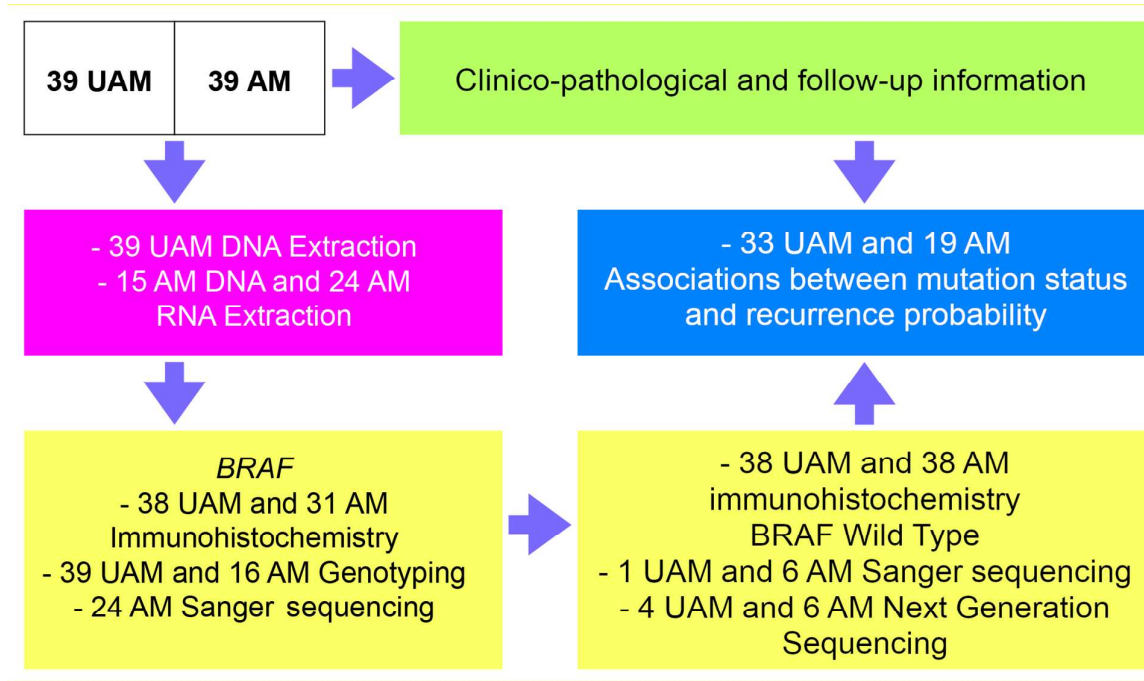 39 UAM
39 AM
Clinico-pathological and follow-up information
- 39 UAM DNA Extraction
- 15 AM DNA and 24 AM
RNA Extraction
- 33 UAM and 19 AM
Associations between mutation status
and recurrence probability
BRAF
- 38 UAM and 31 AM
Immunohistochemistry
- 39 UAM and 16 AM Genotyping
- 24 AM Sanger sequencing
- 38 UAM and 38 AM
immunohistochemistry
BRAF Wild Type
- 1 UAM and 6 AM Sanger sequencing
- 4 UAM and 6 AM Next Generation
Sequencing